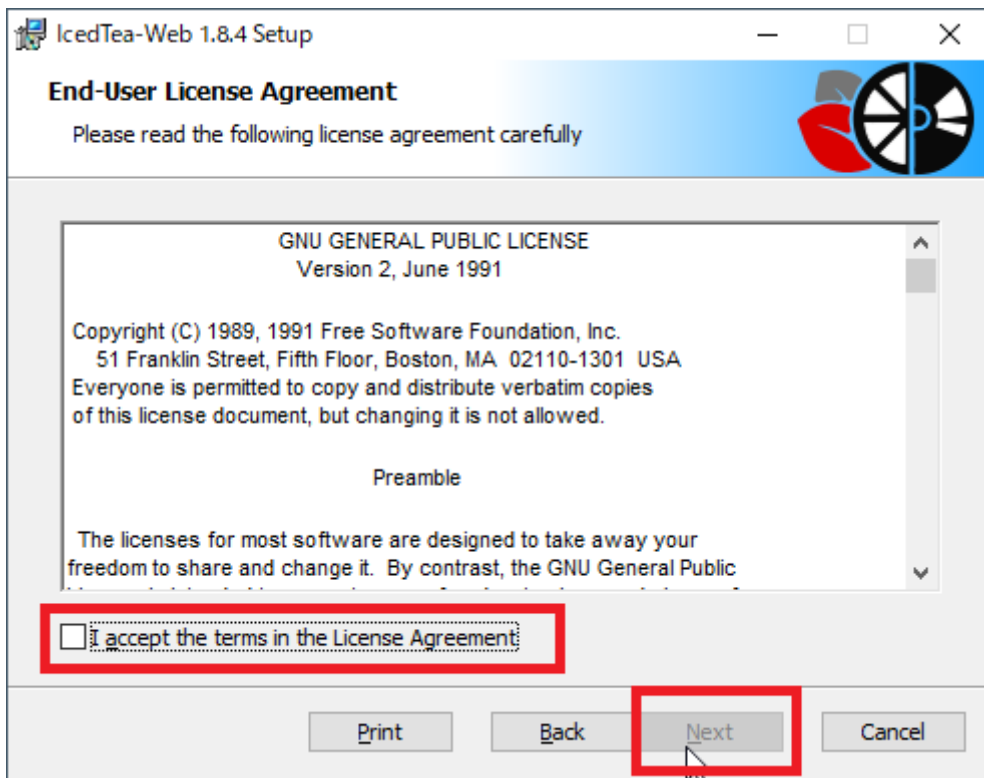 IcedTea-Web 1.8.4 Setup
End-User License Agreement
Please read the following license agreement carefully
GNU GENERAL PUBLIC LICENSE
Version 2, June 1991
Copyright (C) 1989, 1991 Free Software Foundation, Inc.
51 Franklin Street, Fifth Floor, Boston, MA 02110-1301 USA
Everyone is permitted to copy and distribute verbatim copies
of this license document, but changing it is not allowed.
Preamble
The licenses for most software are designed to take away your
freedom to share and change it. By contrast, the GNU General Public
I accept the terms in the License Agreement
Print Back Next Cancel